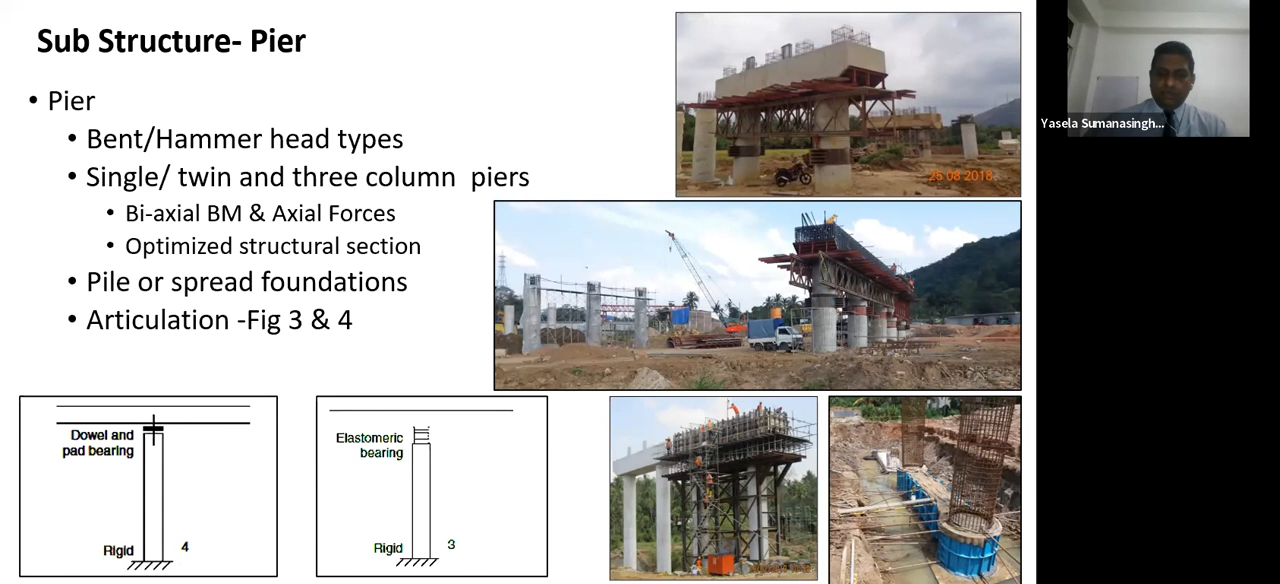 Sub Structure- Pier
• Pier
• Bent/Hammer head types
• Single/ twin and three column piers
• Bi-axial BM & Axial Forces
• Optimized structural section
• Pile or spread foundations
• Articulation -Fig 3 & 4
Dowel and
pad bearing
Rigid
4
Elastomeric
bearing
Rigid
3
25 08 2018
Yasela Sumanasingh...